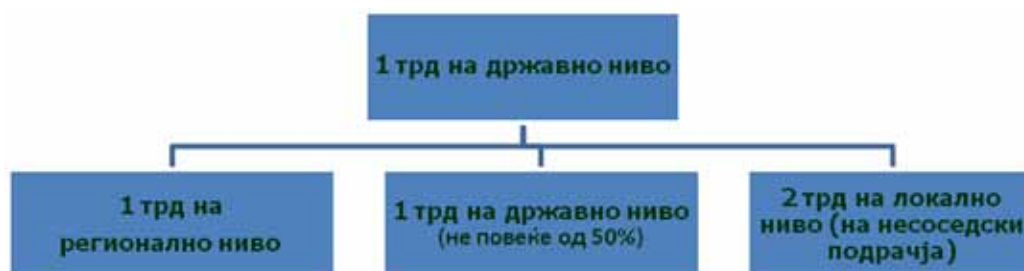 1 трд на државно ниво
1 трд на
регионално ниво
1 трд на државно ниво
(не повеќе од 50%)
2 трд на локално
ниво (на несоседски
подрачја)